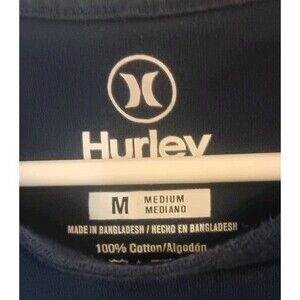 Hurley
M MEDIUM
MEDIANO
MADE IN BANGLADESH / HECHO EN BANGLADESH
100% Cotton/Algodón